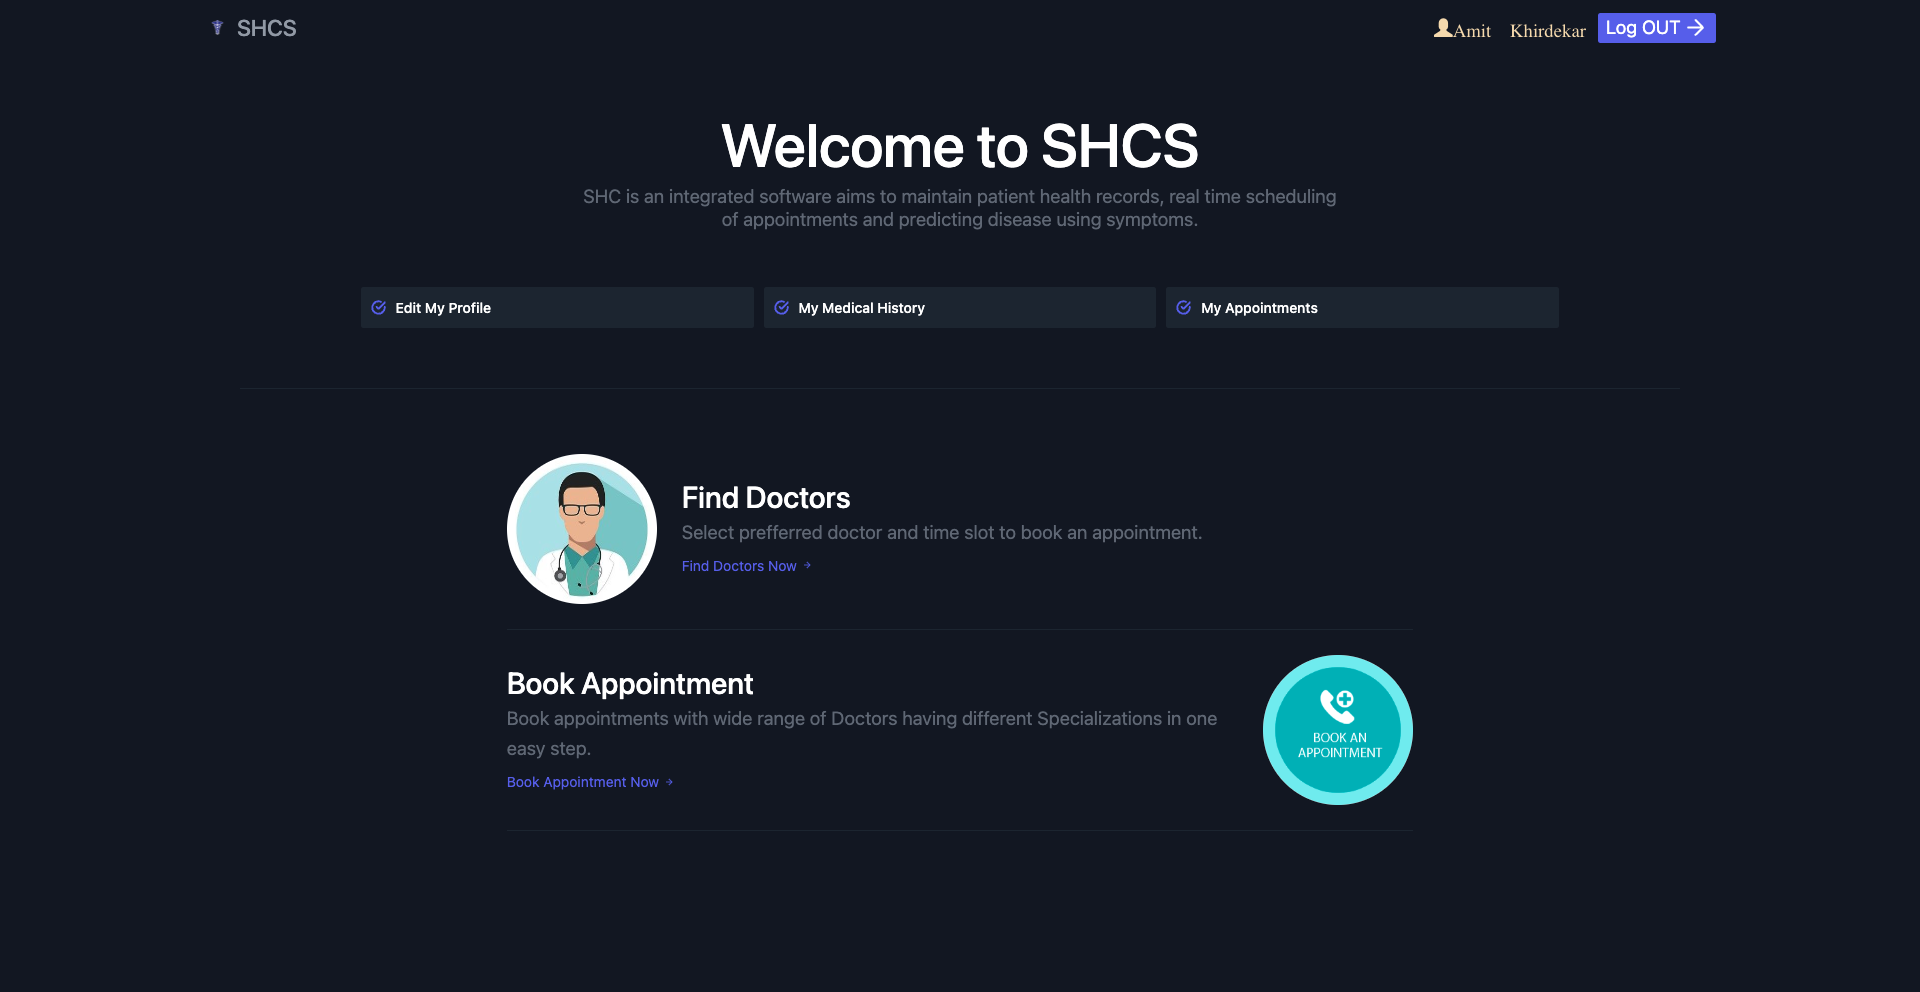 SHCS
Amit Khirdekar
Log OUT
Welcome to SHCS
SHC is an integrated software aims to maintain patient health records, real time scheduling
of appointments and predicting disease using symptoms.
Edit My Profile
My Medical History
My Appointments
Find Doctors
Select prefferred doctor and time slot to book an appointment.
Find Doctors Now
Book Appointment
Book appointments with wide range of Doctors having different Specializations in one
easy step.
Book Appointment Now
BOOK AN
APPOINTMENT